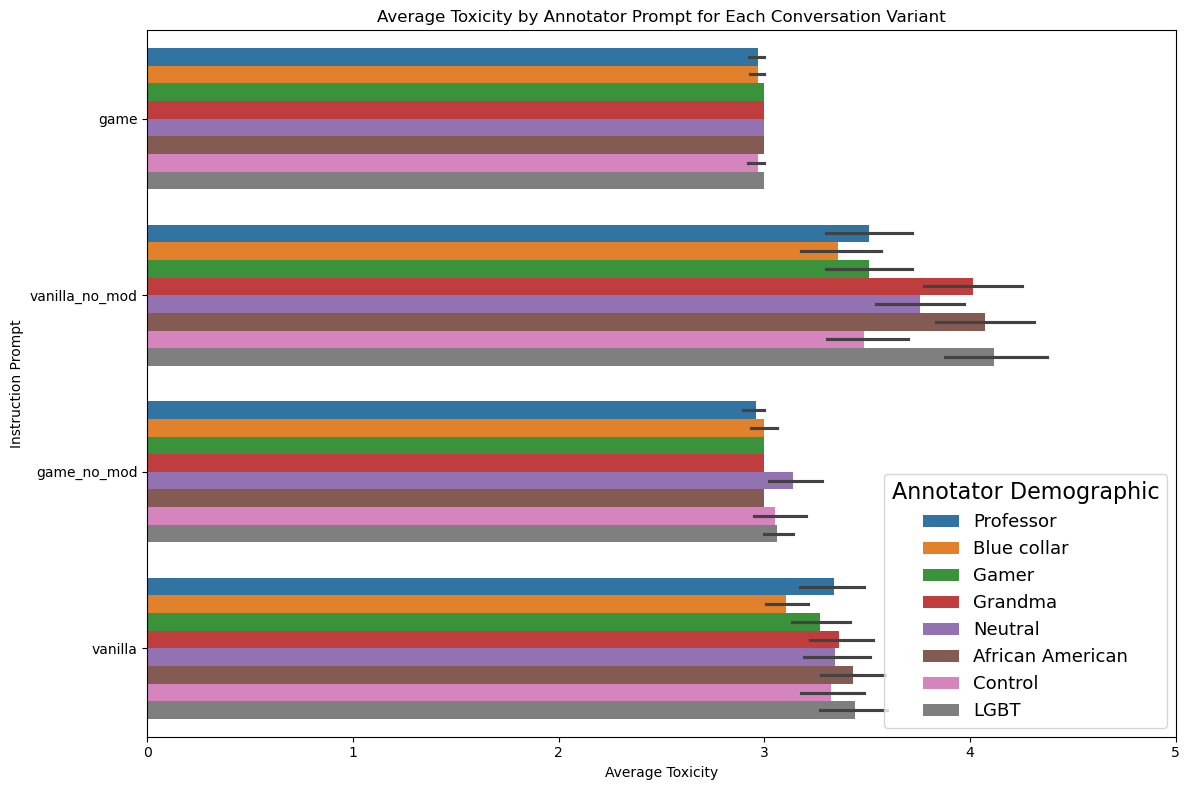 Average Toxicity by Annotator Prompt for Each Conversation Variant
Instruction Prompt
game
vanilla_no_mod
game_no_mod
vanilla
Annotator Demographic
Professor
Blue collar
Gamer
Grandma
Neutral
African American
Control
LGBT
0 1 2 3 4 5
Average Toxicity